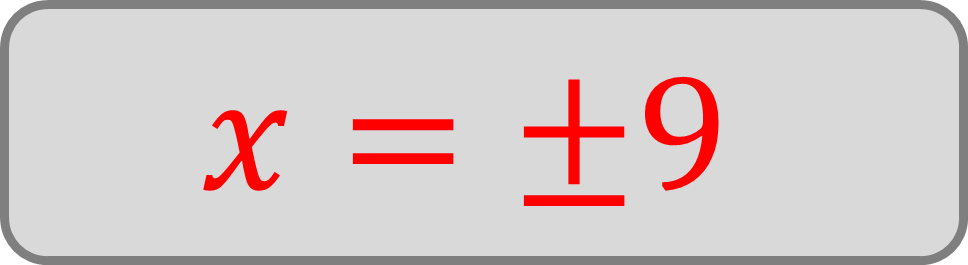 x = ±9